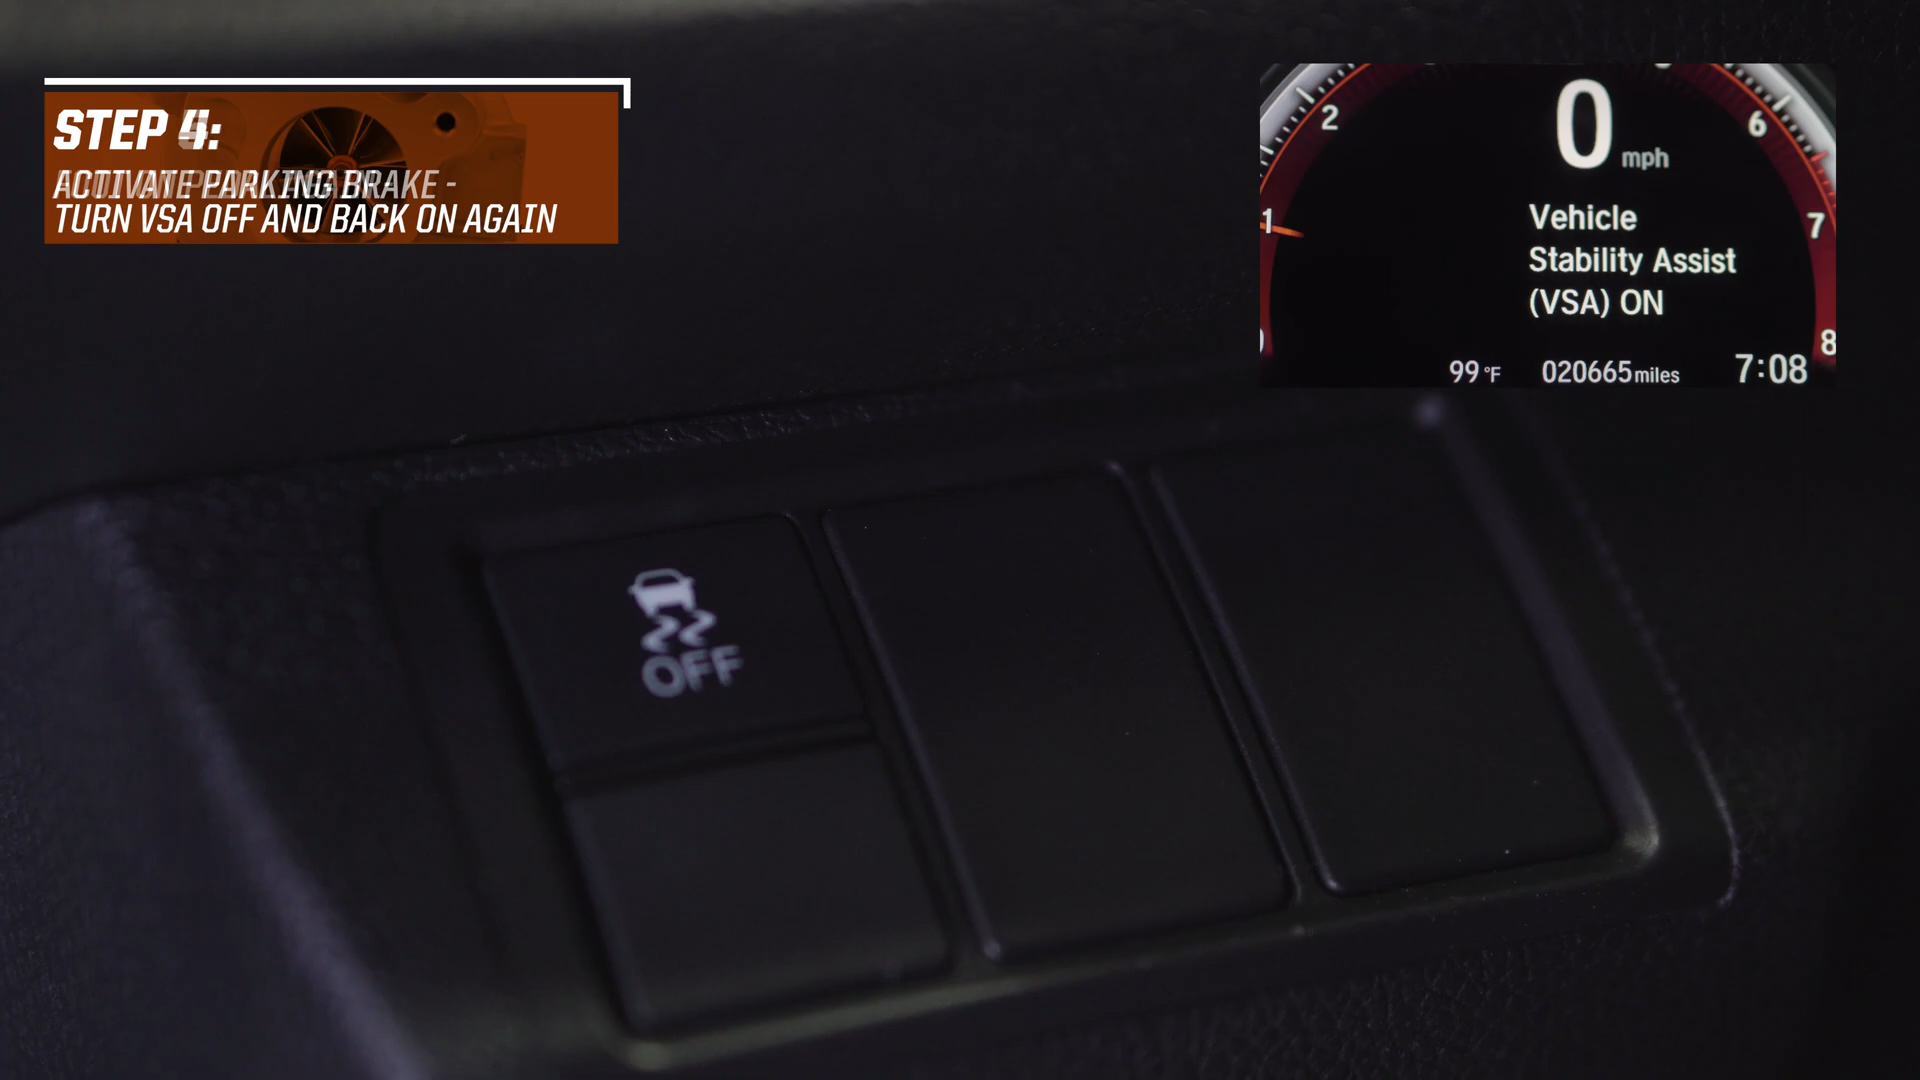 STEP 4:
ACTIVATE PARKING BRAKE -
TURN VSA OFF AND BACK ON AGAIN
0 mph
2
6
Vehicle
1
7
Stability Assist
(VSA) ON
8
99 °F 020665 miles 7:08
OFF